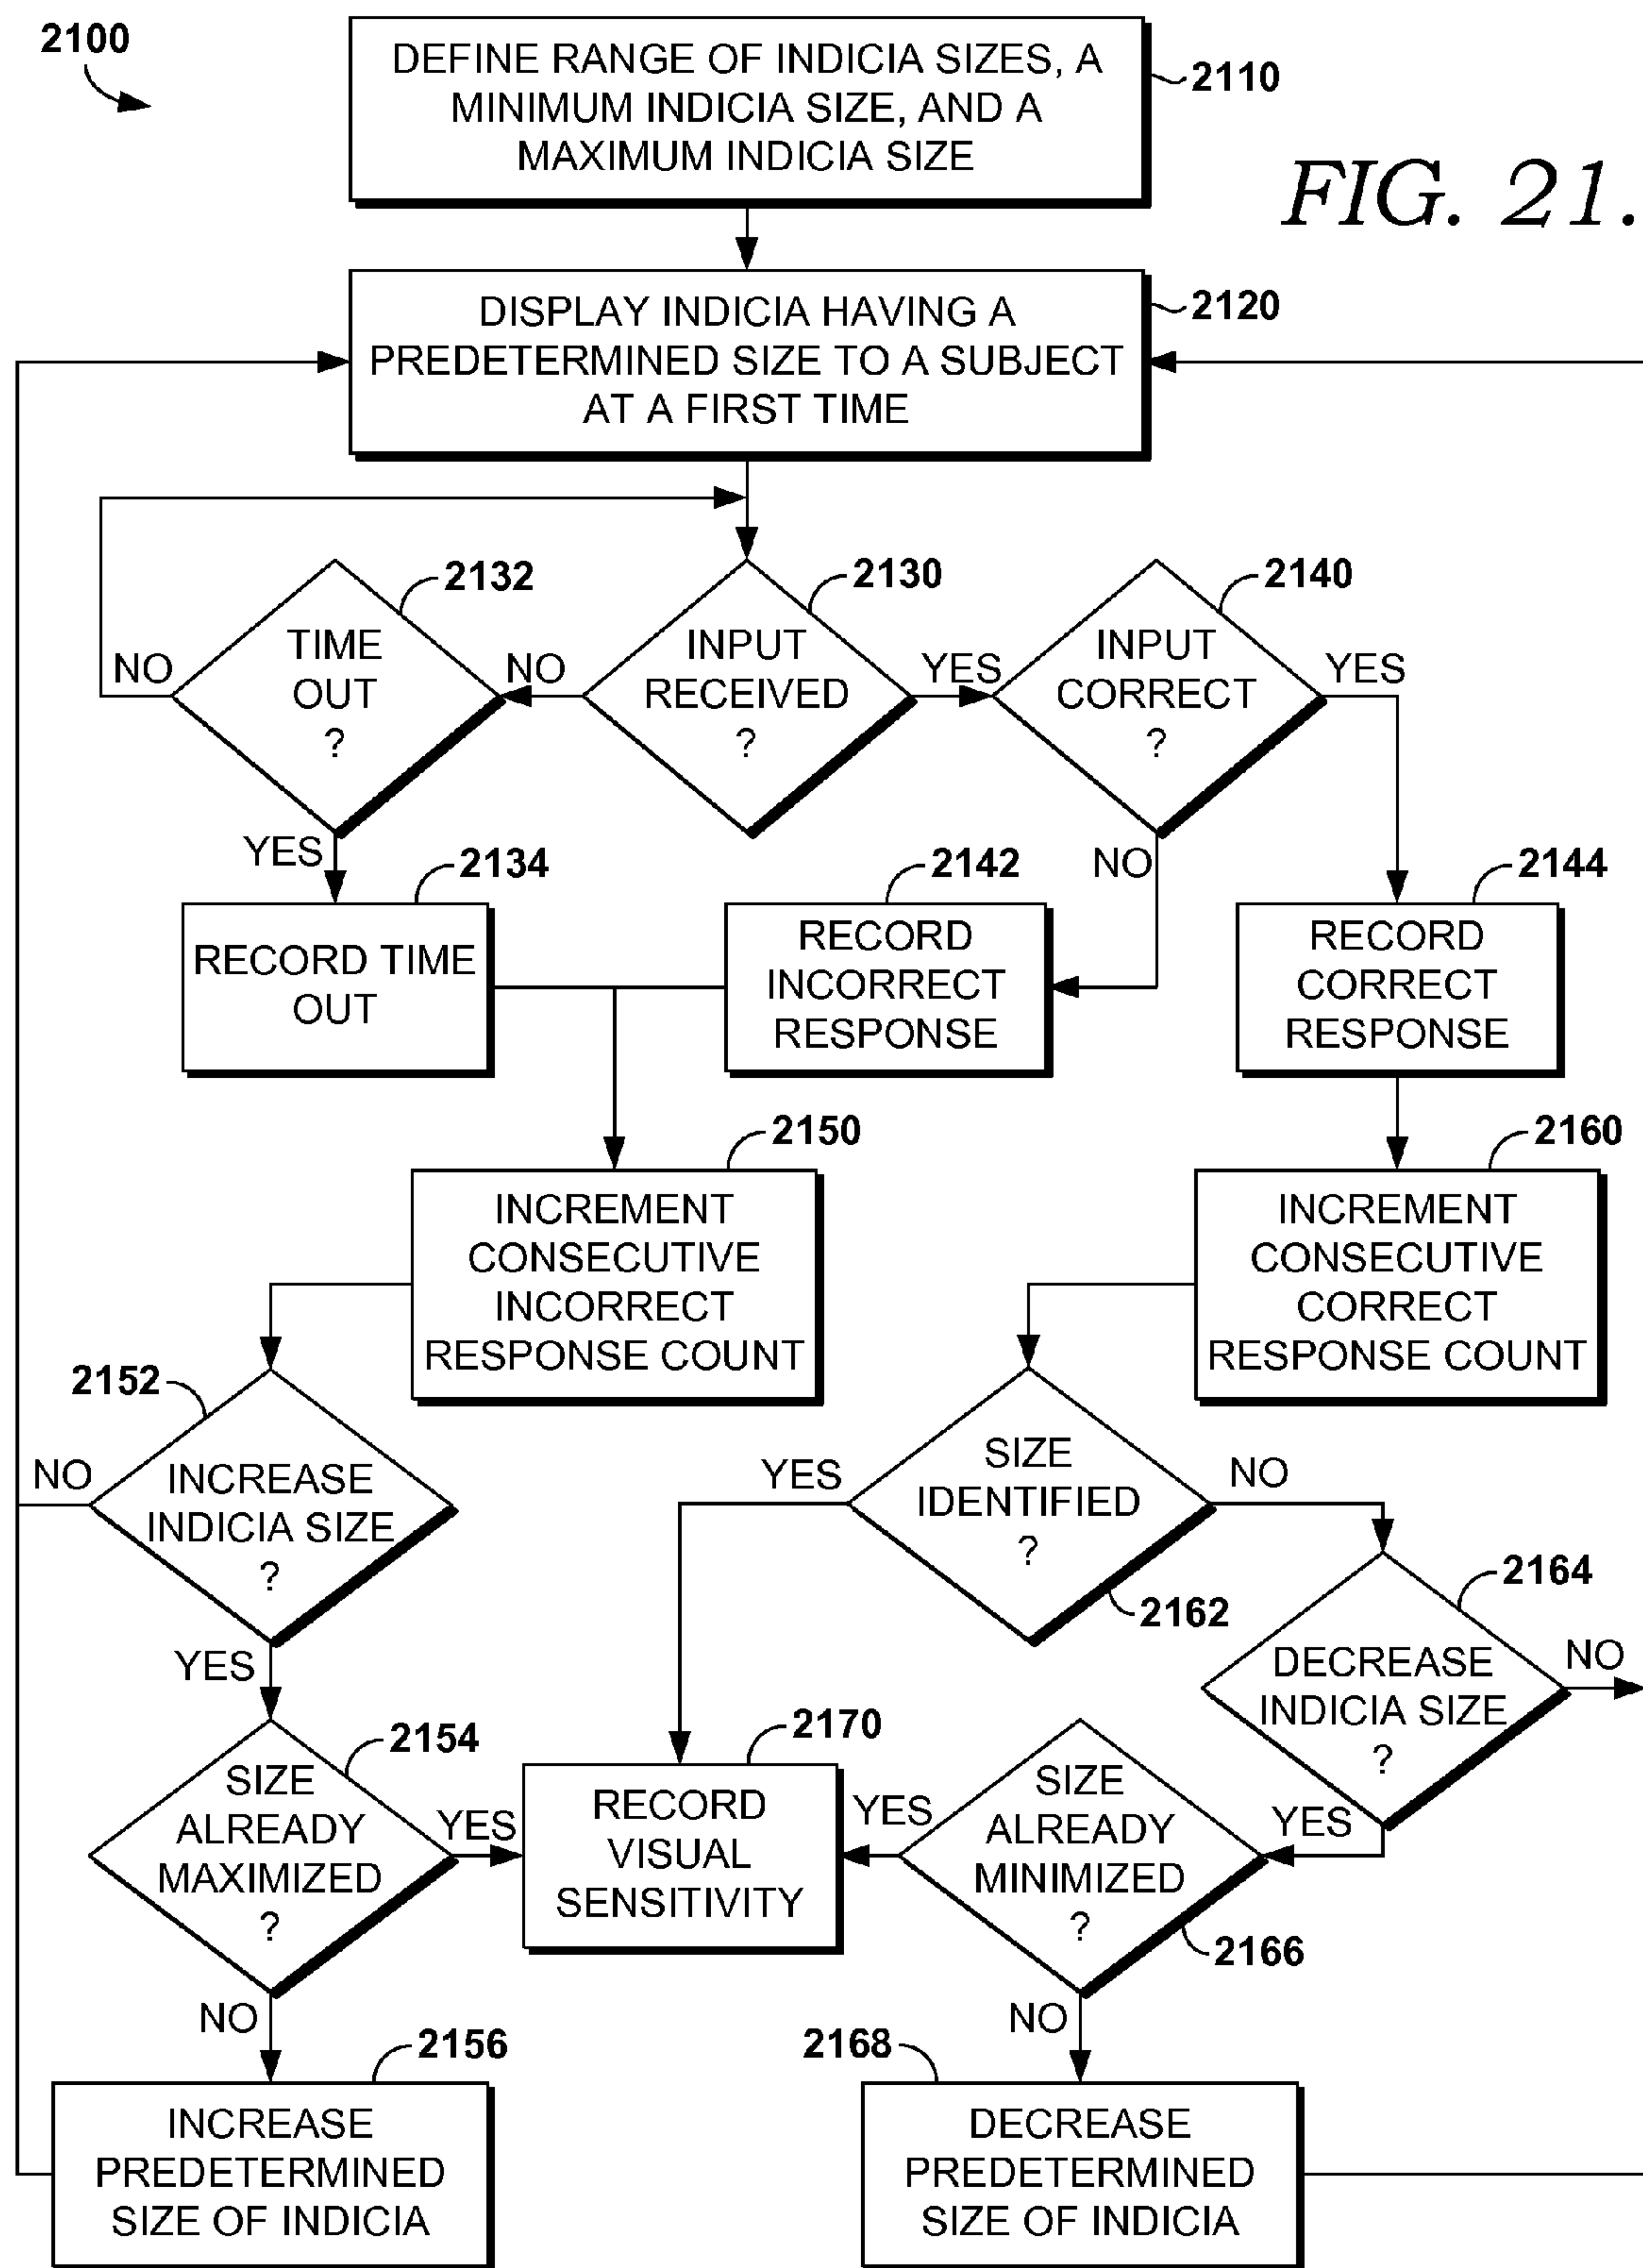 2100
DEFINE RANGE OF INDICIA SIZES, A
MINIMUM INDICIA SIZE, AND A
MAXIMUM INDICIA SIZE
2110
FIG. 21.
DISPLAY INDICIA HAVING A
PREDETERMINED SIZE TO A SUBJECT
AT A FIRST TIME
2120
2132
TIME
OUT
?
NO
NO
YES
2130
INPUT
RECEIVED
?
YES
2140
INPUT
CORRECT
?
YES
NO
2134
RECORD TIME
OUT
2142
RECORD
INCORRECT
RESPONSE
2144
RECORD
CORRECT
RESPONSE
2150
INCREMENT
CONSECUTIVE
INCORRECT
RESPONSE COUNT
2160
INCREMENT
CONSECUTIVE
CORRECT
RESPONSE COUNT
2152
NO
INCREASE
INDICIA SIZE
?
YES
YES
SIZE
IDENTIFIED
?
NO
2162
2164
DECREASE
INDICIA SIZE
?
NO
YES
2154
SIZE
ALREADY
MAXIMIZED
?
YES
NO
2170
RECORD
VISUAL
SENSITIVITY
YES
SIZE
ALREADY
MINIMIZED
?
2166
NO
2156
INCREASE
PREDETERMINED
SIZE OF INDICIA
2168
DECREASE
PREDETERMINED
SIZE OF INDICIA